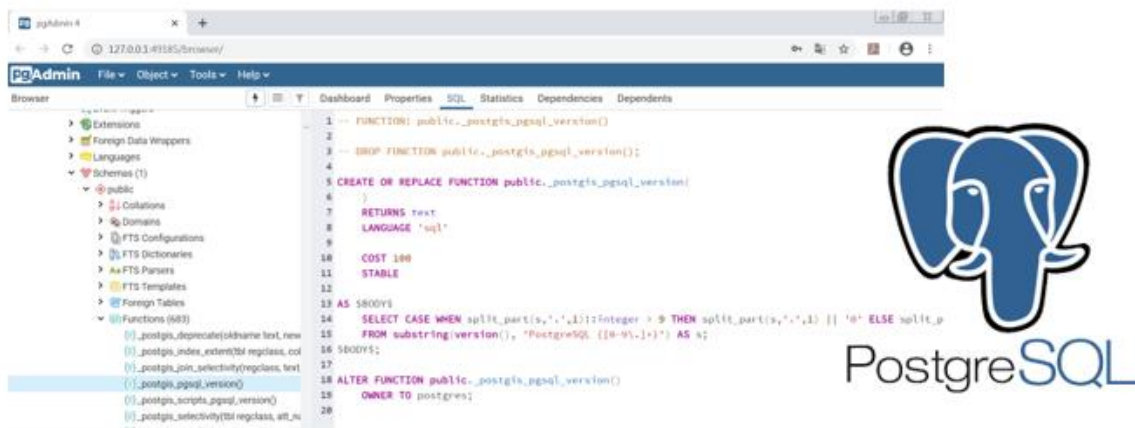 pgAdmin 4
127.0.0.1:49185/browser/
pgAdmin File Object Tools Help
Browser
Dashboard Properties SQL Statistics Dependencies Dependents
Extensions
Foreign Data Wrappers
Languages
Schemas (1)
public
Collations
Domains
FTS Configurations
FTS Dictionaries
FTS Parsers
FTS Templates
Foreign Tables
Functions (683)
_postgis_deprecate(oldname text, new
_postgis_index_extent(tbl regclass, col
_postgis_join_selectivity(regclass, text
_postgis_pgsql_version()
_postgis_scripts_pgsql_version()
_postgis_selectivity(tbl regclass, att_na
1 -- FUNCTION: public._postgis_pgsql_version()
2
3 -- DROP FUNCTION public._postgis_pgsql_version();
4
5 CREATE OR REPLACE FUNCTION public._postgis_pgsql_version(
6 )
7 RETURNS text
8 LANGUAGE 'sql'
9
10 COST 100
11 STABLE
12
13 AS $BODY$
14 SELECT CASE WHEN split_part(s,'.',1)::integer > 9 THEN split_part(s,'.',1) || '0' ELSE split_p
15 FROM substring(version(), 'PostgreSQL ([0-9\.]+)') AS s;
16 $BODY$;
17
18 ALTER FUNCTION public._postgis_pgsql_version()
19 OWNER TO postgres;
20
PostgreSQL